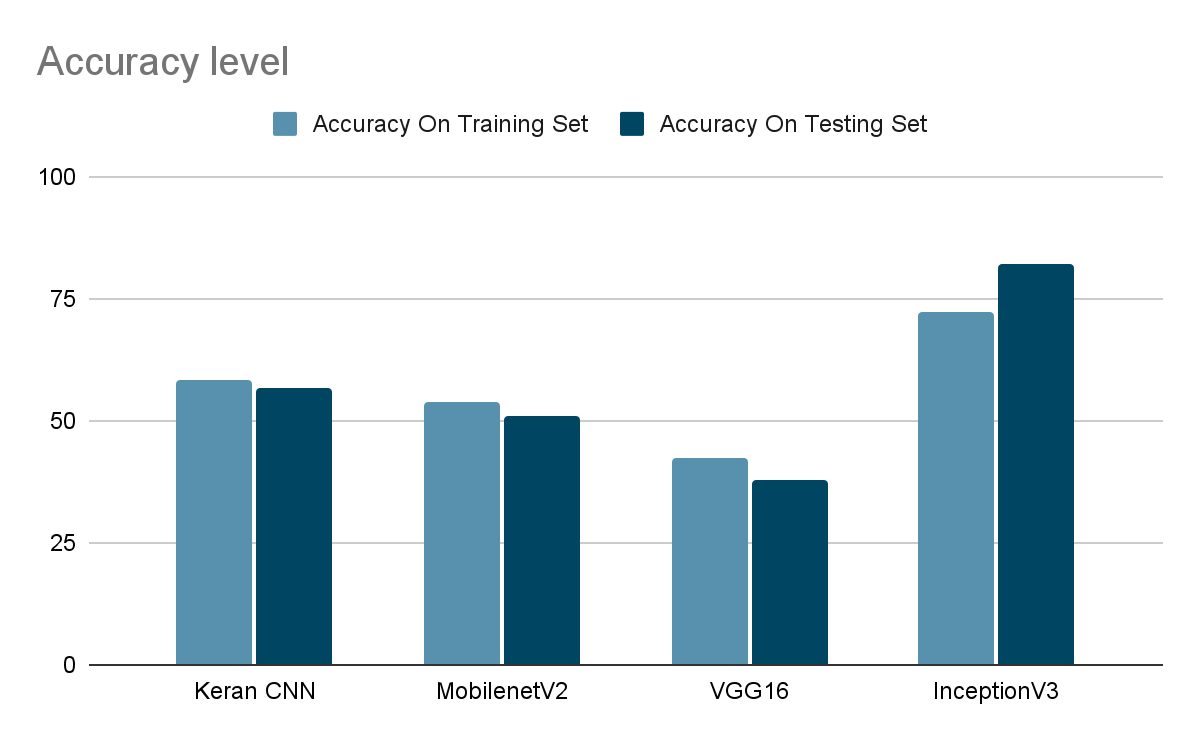 Accuracy level
Accuracy On Training Set Accuracy On Testing Set
100
75
50
25
0
Keran CNN MobilenetV2 VGG16 InceptionV3